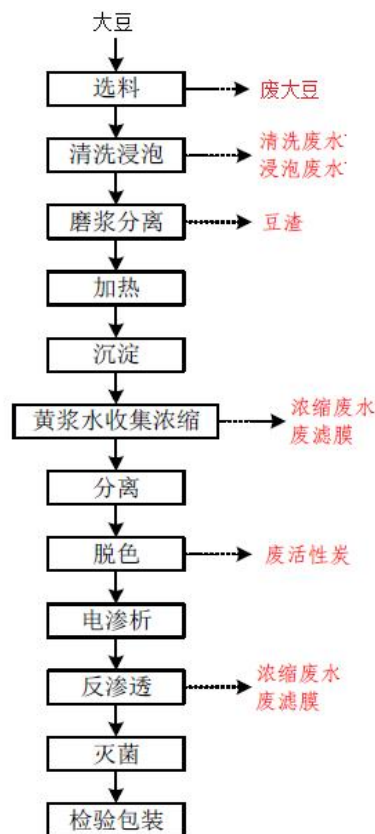 大豆
选料
废大豆
清洗浸泡
清洗废水
浸泡废水
磨浆分离
豆渣
加热
沉淀
黄浆水收集浓缩
浓缩废水
废滤膜
分离
脱色
废活性炭
电渗析
反渗透
浓缩废水
废滤膜
灭菌
检验包装